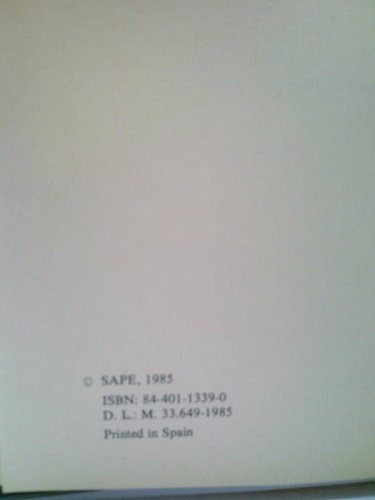 © SAPE, 1985
ISBN: 84-401-1339-0
D. L.: M. 33.649-1985
Printed in Spain